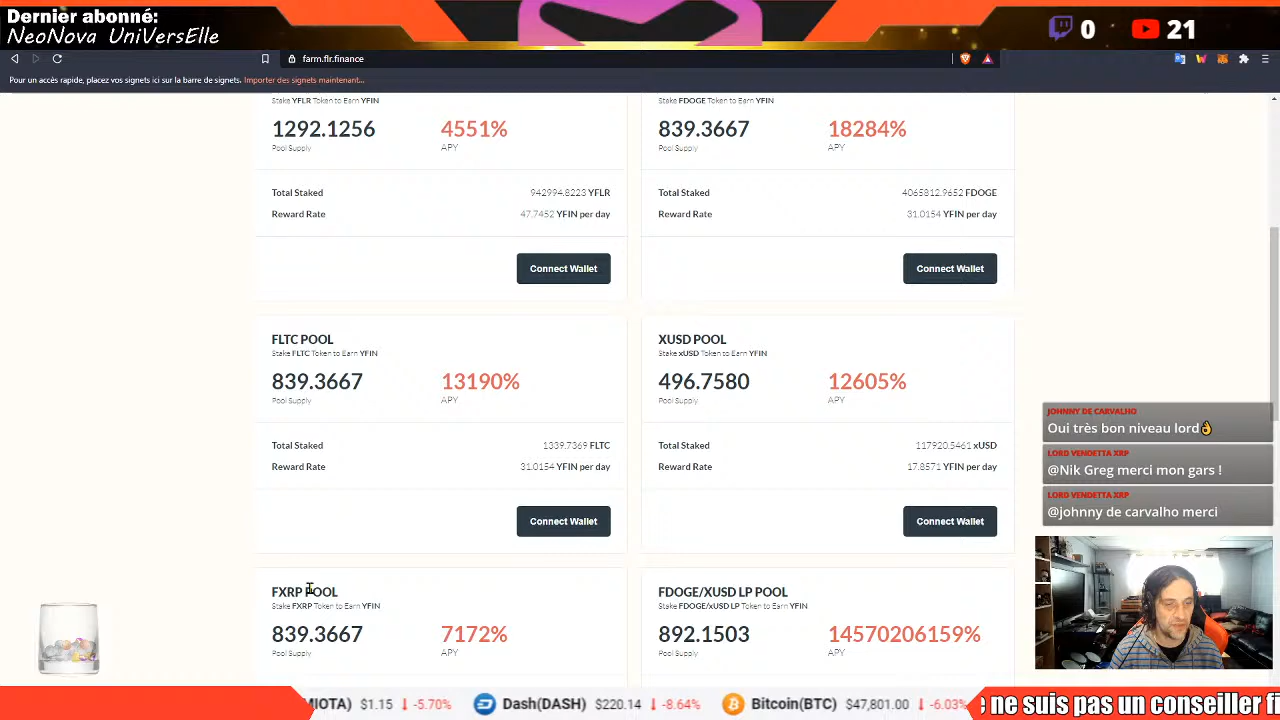 Dernier abonné:
NeoNova UniVersElle
0
21
farm.flr.finance
Pour un accès rapide, placez vos signets ici sur la barre de signets. Importer des signets maintenant...
Stake YFLR Token to Earn YFIN
1292.1256
4551%
Pool Supply
APY
Total Staked
942994.8223 YFLR
Reward Rate
47.7452 YFIN per day
Connect Wallet
Stake FDOGE Token to Earn YFIN
839.3667
18284%
Pool Supply
APY
Total Staked
4065812.9652 FDOGE
Reward Rate
31.0154 YFIN per day
Connect Wallet
FLTC POOL
Stake FLTC Token to Earn YFIN
839.3667
13190%
Pool Supply
APY
Total Staked
1339.7369 FLTC
Reward Rate
31.0154 YFIN per day
Connect Wallet
XUSD POOL
Stake xUSD Token to Earn YFIN
496.7580
12605%
Pool Supply
APY
Total Staked
117920.5461 xUSD
Reward Rate
17.8571 YFIN per day
Connect Wallet
FXRP POOL
Stake FXRP Token to Earn YFIN
839.3667
7172%
Pool Supply
APY
FDOGE/XUSD LP POOL
Stake FDOGE/xUSD LP Token to Earn YFIN
892.1503
14570206159%
Pool Supply
APY
JOHNNY DE CARVALHO
Oui très bon niveau lord👌
LORD VENDETTA XRP
@Nik Greg merci mon gars !
LORD VENDETTA XRP
@johnny de carvalho merci
MIOTA) $1.15 ↓ -5.70% Dash(DASH) $220.14 ↓ -8.64% Bitcoin(BTC) $47,801.00 ↓ -6.03%
ne suis pas un conseiller fi